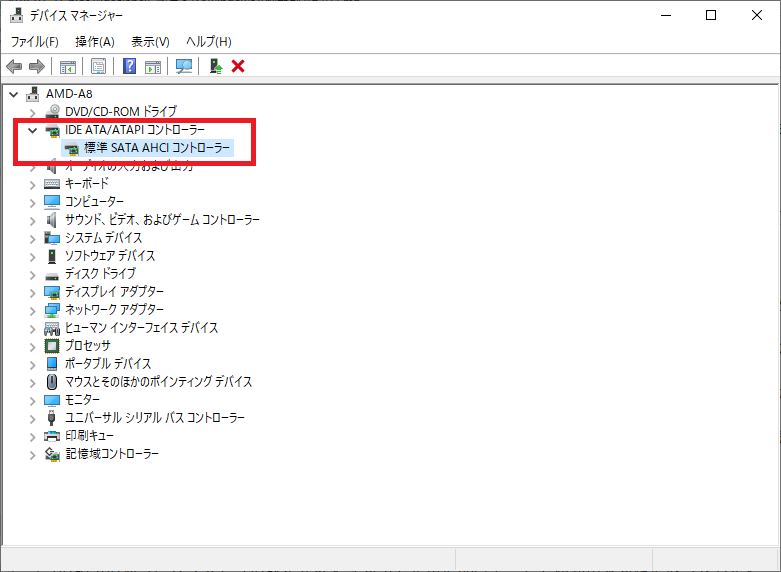 デバイス マネージャー
ファイル(F) 操作(A) 表示(V) ヘルプ(H)
AMD-A8
DVD/CD-ROM ドライブ
IDE ATA/ATAPI コントローラー
標準 SATA AHCI コントローラー
オーディオの入力および出力
キーボード
コンピューター
サウンド、ビデオ、およびゲーム コントローラー
システム デバイス
ソフトウェア デバイス
ディスク ドライブ
ディスプレイ アダプター
ネットワーク アダプター
ヒューマン インターフェイス デバイス
プロセッサ
ポータブル デバイス
マウスとそのほかのポインティング デバイス
モニター
ユニバーサル シリアル バス コントローラー
印刷キュー
記憶域コントローラー